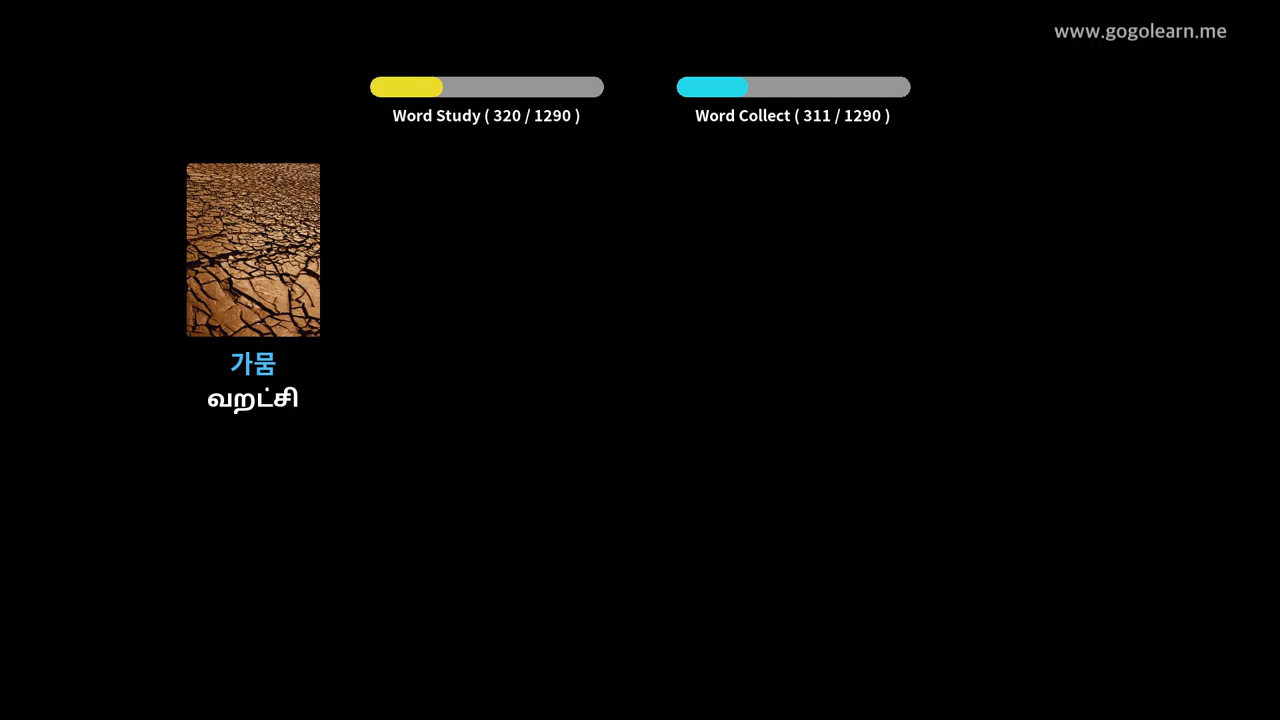 www.gogolearn.me
Word Study ( 320 / 1290 )
Word Collect ( 311 / 1290 )
가뭄
வறட்சி